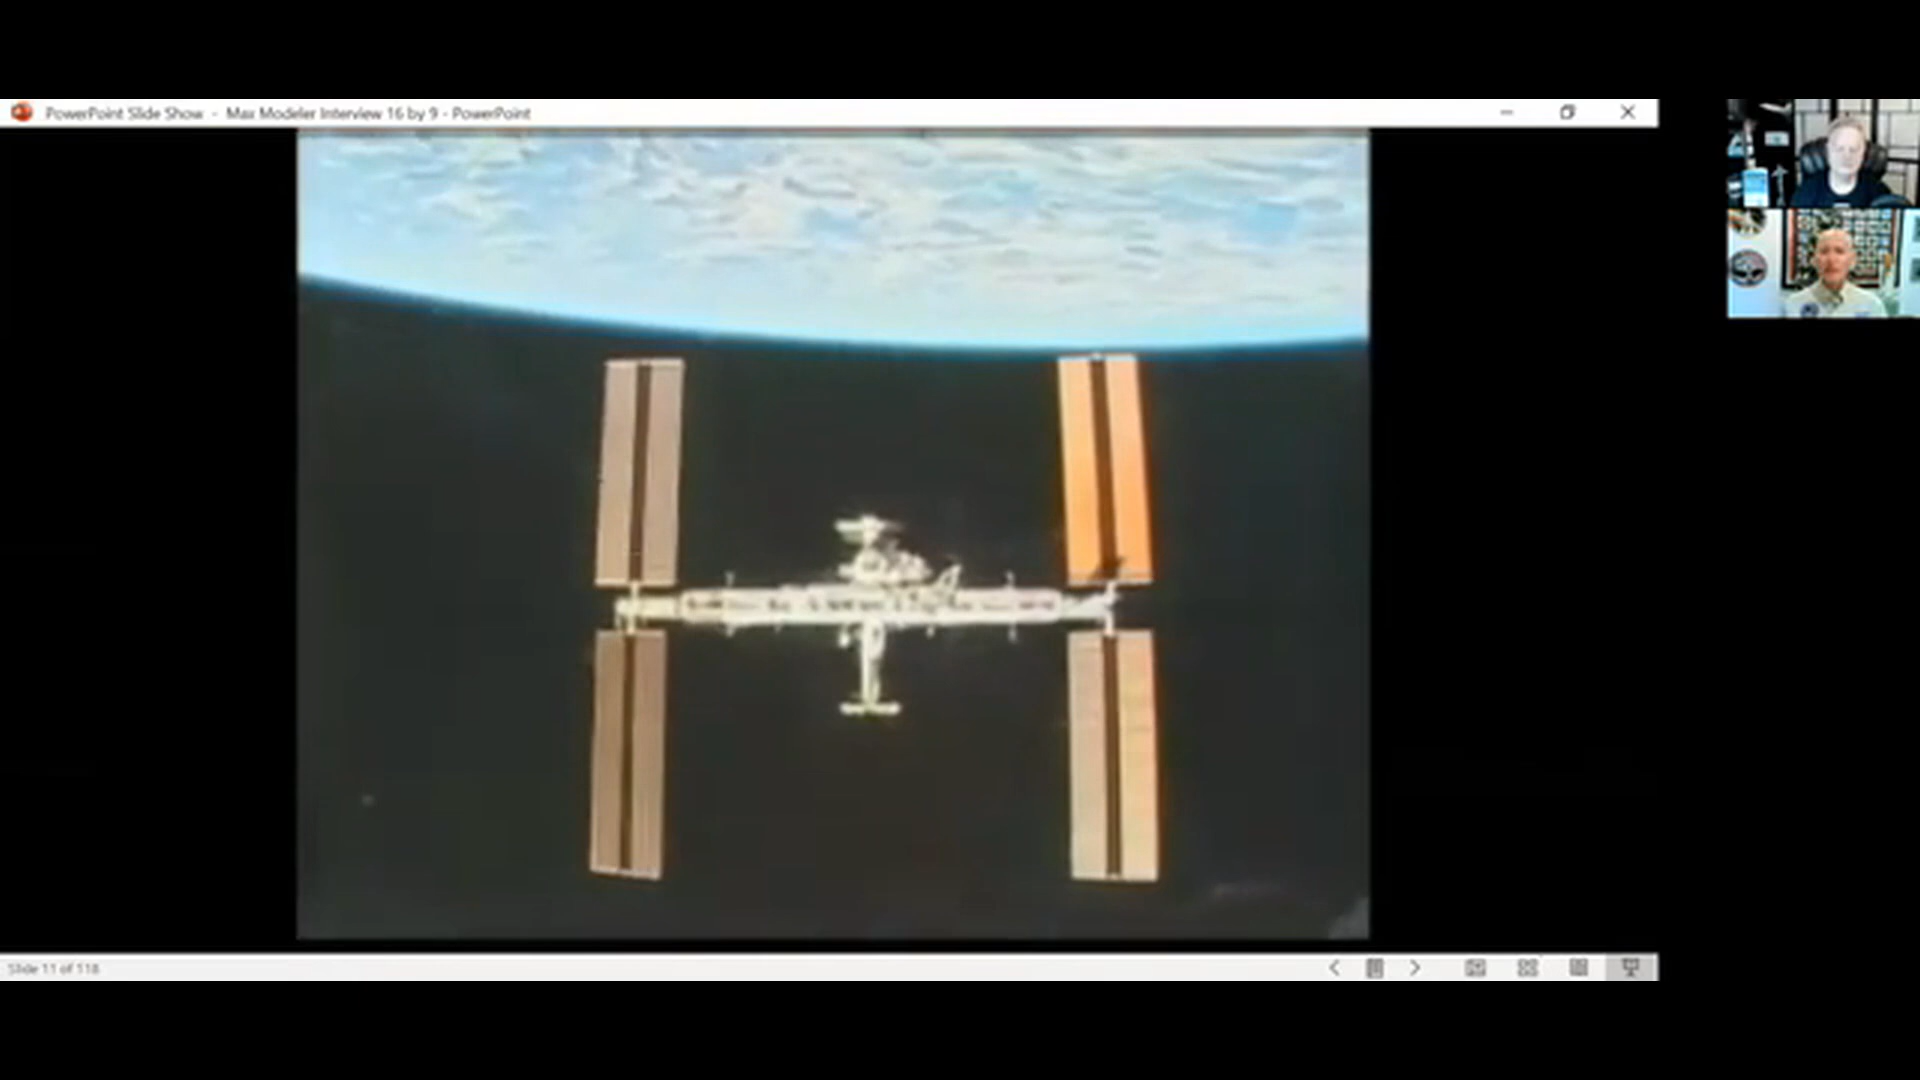 PowerPoint Slide Show - Max Modeler Interview 16 by 9 - PowerPoint
Slide 11 of 118